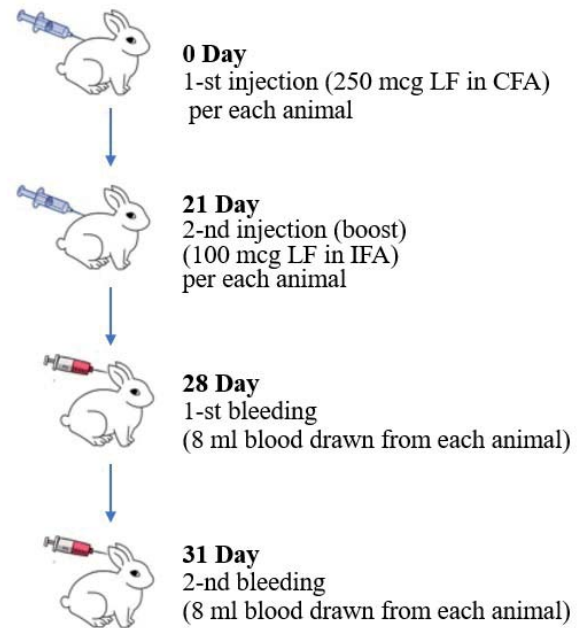 0 Day
1-st injection (250 mcg LF in CFA)
per each animal
21 Day
2-nd injection (boost)
(100 mcg LF in IFA)
per each animal
28 Day
1-st bleeding
(8 ml blood drawn from each animal)
31 Day
2-nd bleeding
(8 ml blood drawn from each animal)